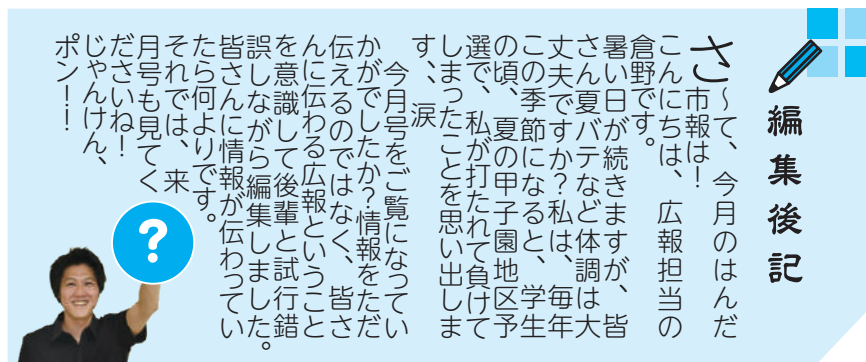 編集後記
さ～て、今月のはんだ
市報は！
こんにちは、広報担当の
倉野です。
暑い日が続きますが、皆
さん夏バテなど体調は大
丈夫ですか？私は、毎年
この季節になると、学生
の頃、夏の甲子園地区予
選で、私が打たれて負けて
しまったことを思い出しま
す、、涙
今月号をご覧になってい
かがでしたか？情報をただ
伝えるのではなく、皆さ
んに伝わる広報ということ
を意識して後輩と試行錯
誤しながら編集しました。
皆さんに情報が伝わってい
たら何よりです。
それでは、来
月号も見てく
ださいね！
じゃんけん、
ポン！！
？